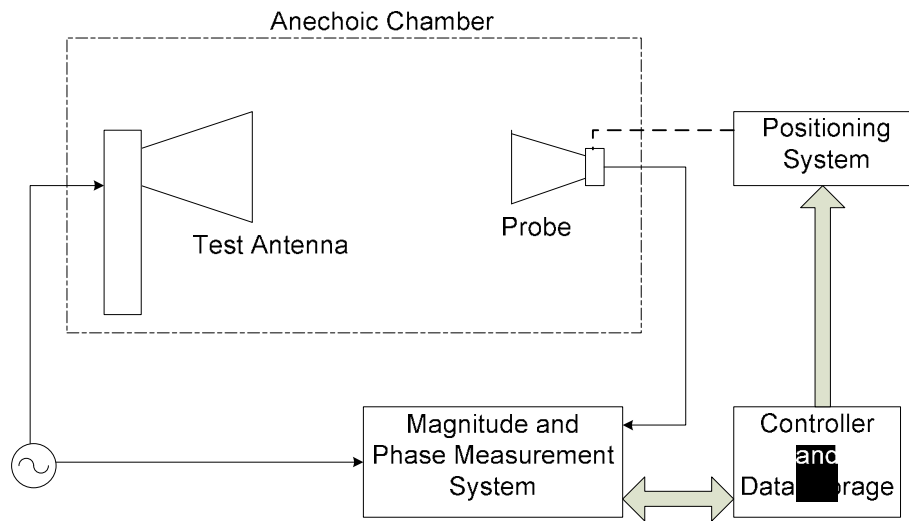 Anechoic Chamber
Test Antenna
Probe
Positioning
System
Magnitude and
Phase Measurement
System
Controller
and
Data